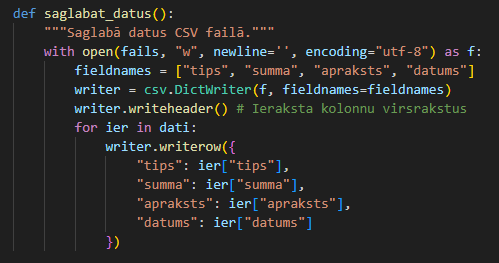 def saglabat_datus():
    """Saglabā datus CSV failā."""
    with open(fails, "w", newline='', encoding="utf-8") as f:
        fieldnames = ["tips", "summa", "apraksts", "datums"]
        writer = csv.DictWriter(f, fieldnames=fieldnames)
        writer.writeheader() # Ieraksta kolonnu virsrakstus
        for ier in dati:
            writer.writerow({
                "tips": ier["tips"],
                "summa": ier["summa"],
                "apraksts": ier["apraksts"],
                "datums": ier["datums"]
            })